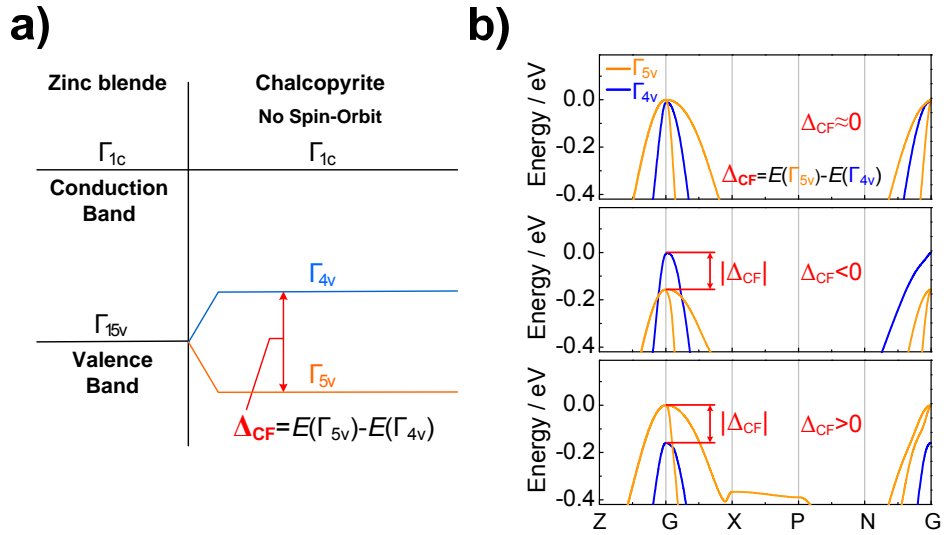 a)
Zinc blende
Chalcopyrite
No Spin-Orbit
Γ1c
Γ1c
Conduction
Band
Γ4v
Γ15v
Valence
Band
Γ5v
ΔCF=E(Γ5v)-E(Γ4v)
b)
Γ5v
Γ4v
Energy / eV
0.0
-0.2
-0.4
ΔCF≈0
ΔCF=E(Γ5v)-E(Γ4v)
Energy / eV
0.0
-0.2
-0.4
|ΔCF|
ΔCF<0
Energy / eV
0.0
-0.2
-0.4
|ΔCF|
ΔCF>0
Z G X P N G